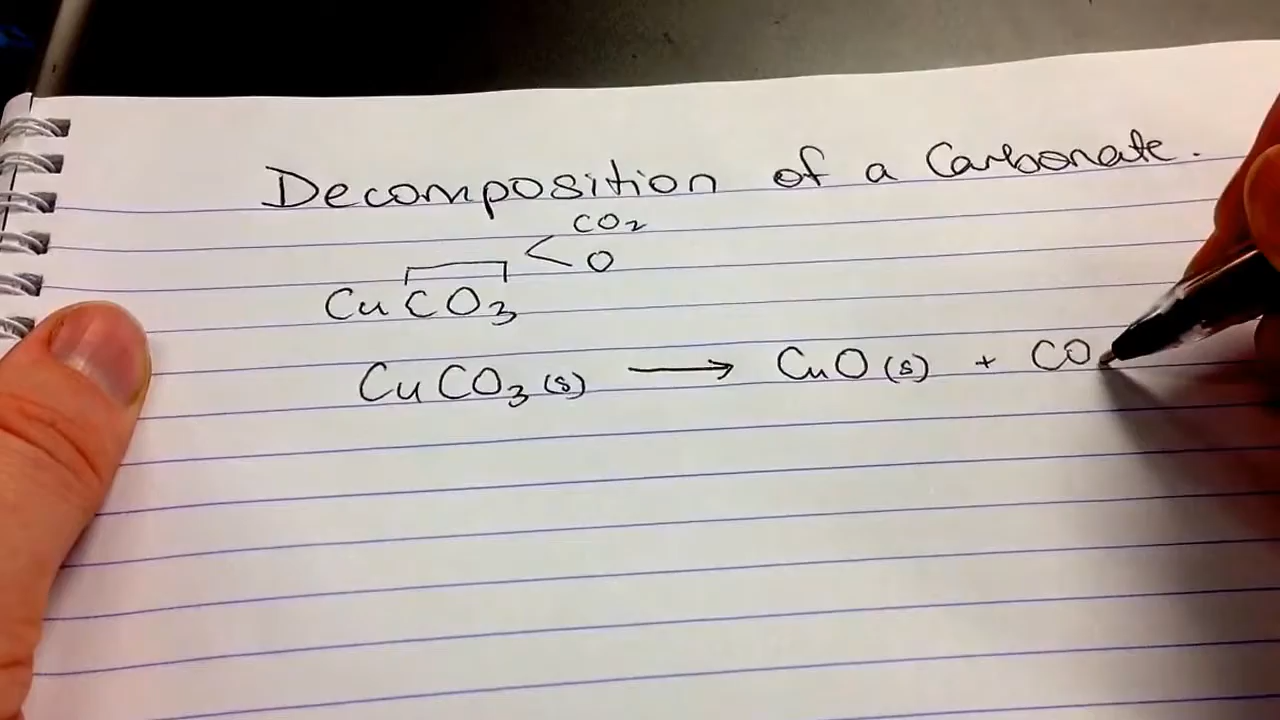 Decomposition of a Carbonate.
CO2
O
CuCO3
CuCO3(s) → CuO(s) + CO